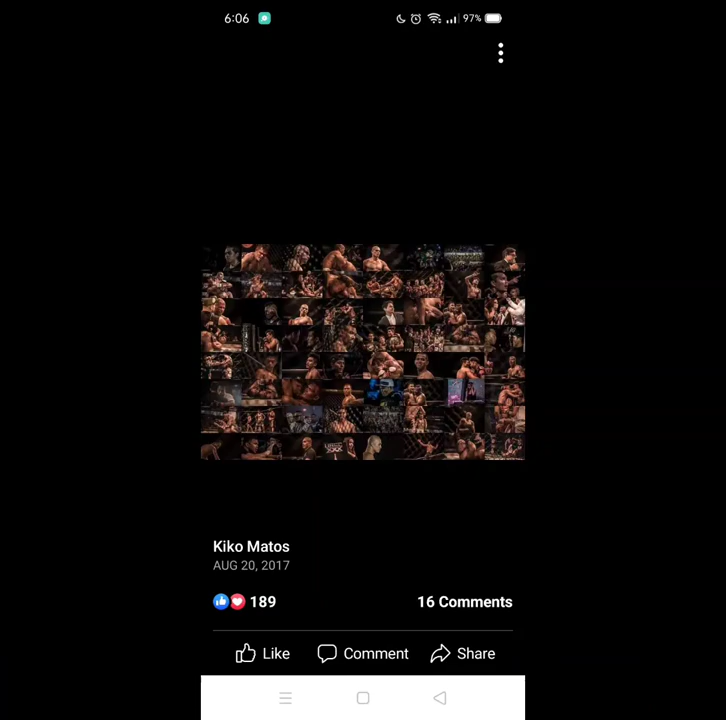 6:06
97%
Kiko Matos
AUG 20, 2017
189
16 Comments
Like
Comment
Share